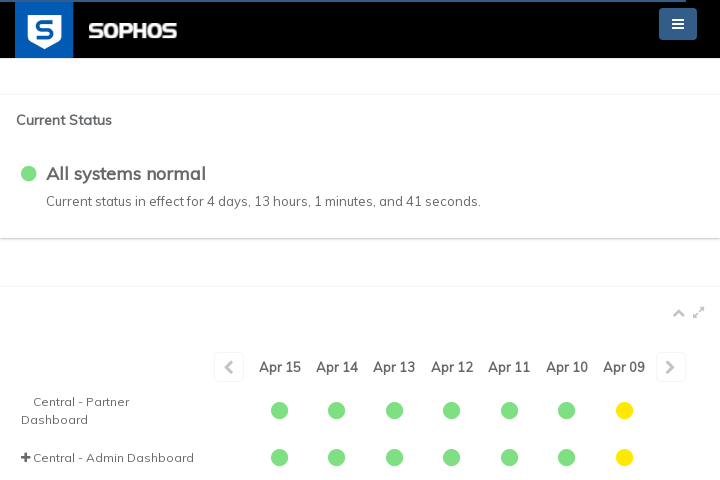 SOPHOS
Current Status
All systems normal
Current status in effect for 4 days, 13 hours, 1 minutes, and 41 seconds.
Apr 15 Apr 14 Apr 13 Apr 12 Apr 11 Apr 10 Apr 09
Central - Partner
Dashboard
Central - Admin Dashboard